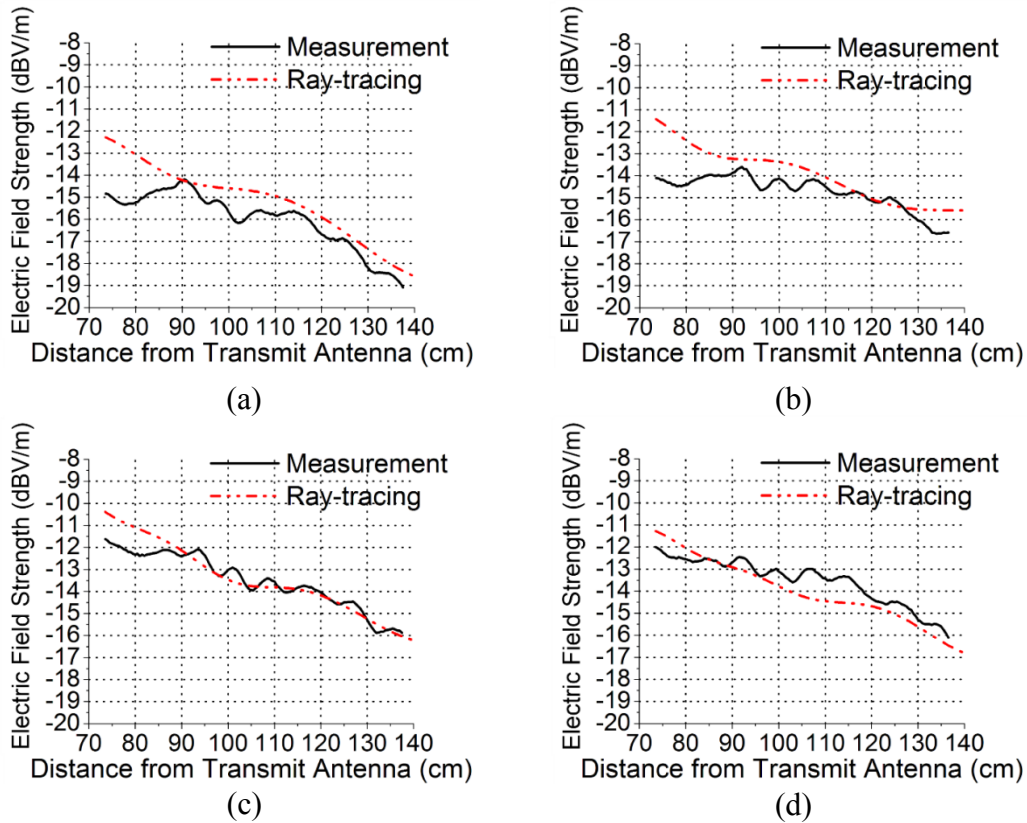 Electric Field Strength (dBV/m)
-8
-9
-10
-11
-12
-13
-14
-15
-16
-17
-18
-19
-20
Measurement
Ray-tracing
70 80 90 100 110 120 130 140
Distance from Transmit Antenna (cm)
(a)
Electric Field Strength (dBV/m)
-8
-9
-10
-11
-12
-13
-14
-15
-16
-17
-18
-19
-20
Measurement
Ray-tracing
70 80 90 100 110 120 130 140
Distance from Transmit Antenna (cm)
(b)
Electric Field Strength (dBV/m)
-8
-9
-10
-11
-12
-13
-14
-15
-16
-17
-18
-19
-20
Measurement
Ray-tracing
70 80 90 100 110 120 130 140
Distance from Transmit Antenna (cm)
(c)
Electric Field Strength (dBV/m)
-8
-9
-10
-11
-12
-13
-14
-15
-16
-17
-18
-19
-20
Measurement
Ray-tracing
70 80 90 100 110 120 130 140
Distance from Transmit Antenna (cm)
(d)